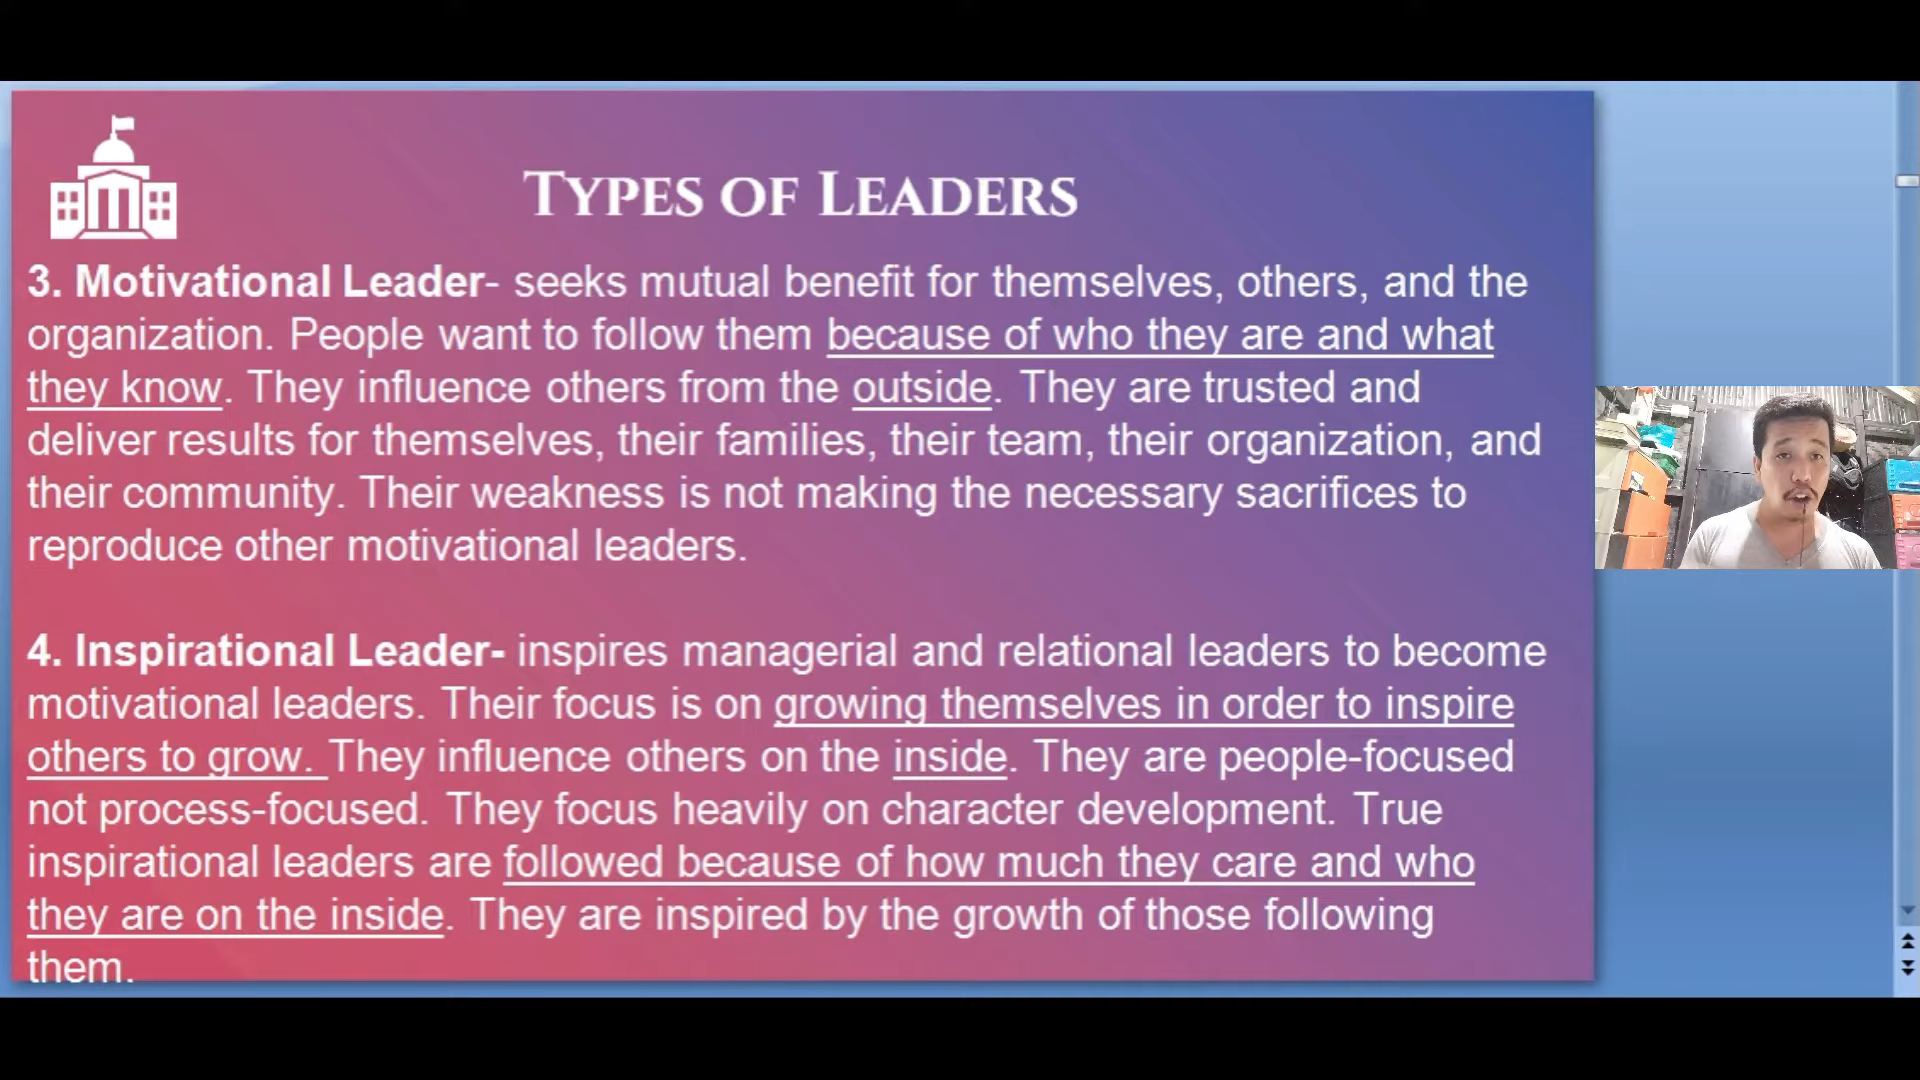 TYPES OF LEADERS
3. Motivational Leader- seeks mutual benefit for themselves, others, and the
organization. People want to follow them because of who they are and what
they know. They influence others from the outside. They are trusted and
deliver results for themselves, their families, their team, their organization, and
their community. Their weakness is not making the necessary sacrifices to
reproduce other motivational leaders.
4. Inspirational Leader- inspires managerial and relational leaders to become
motivational leaders. Their focus is on growing themselves in order to inspire
others to grow. They influence others on the inside. They are people-focused
not process-focused. They focus heavily on character development. True
inspirational leaders are followed because of how much they care and who
they are on the inside. They are inspired by the growth of those following
them.